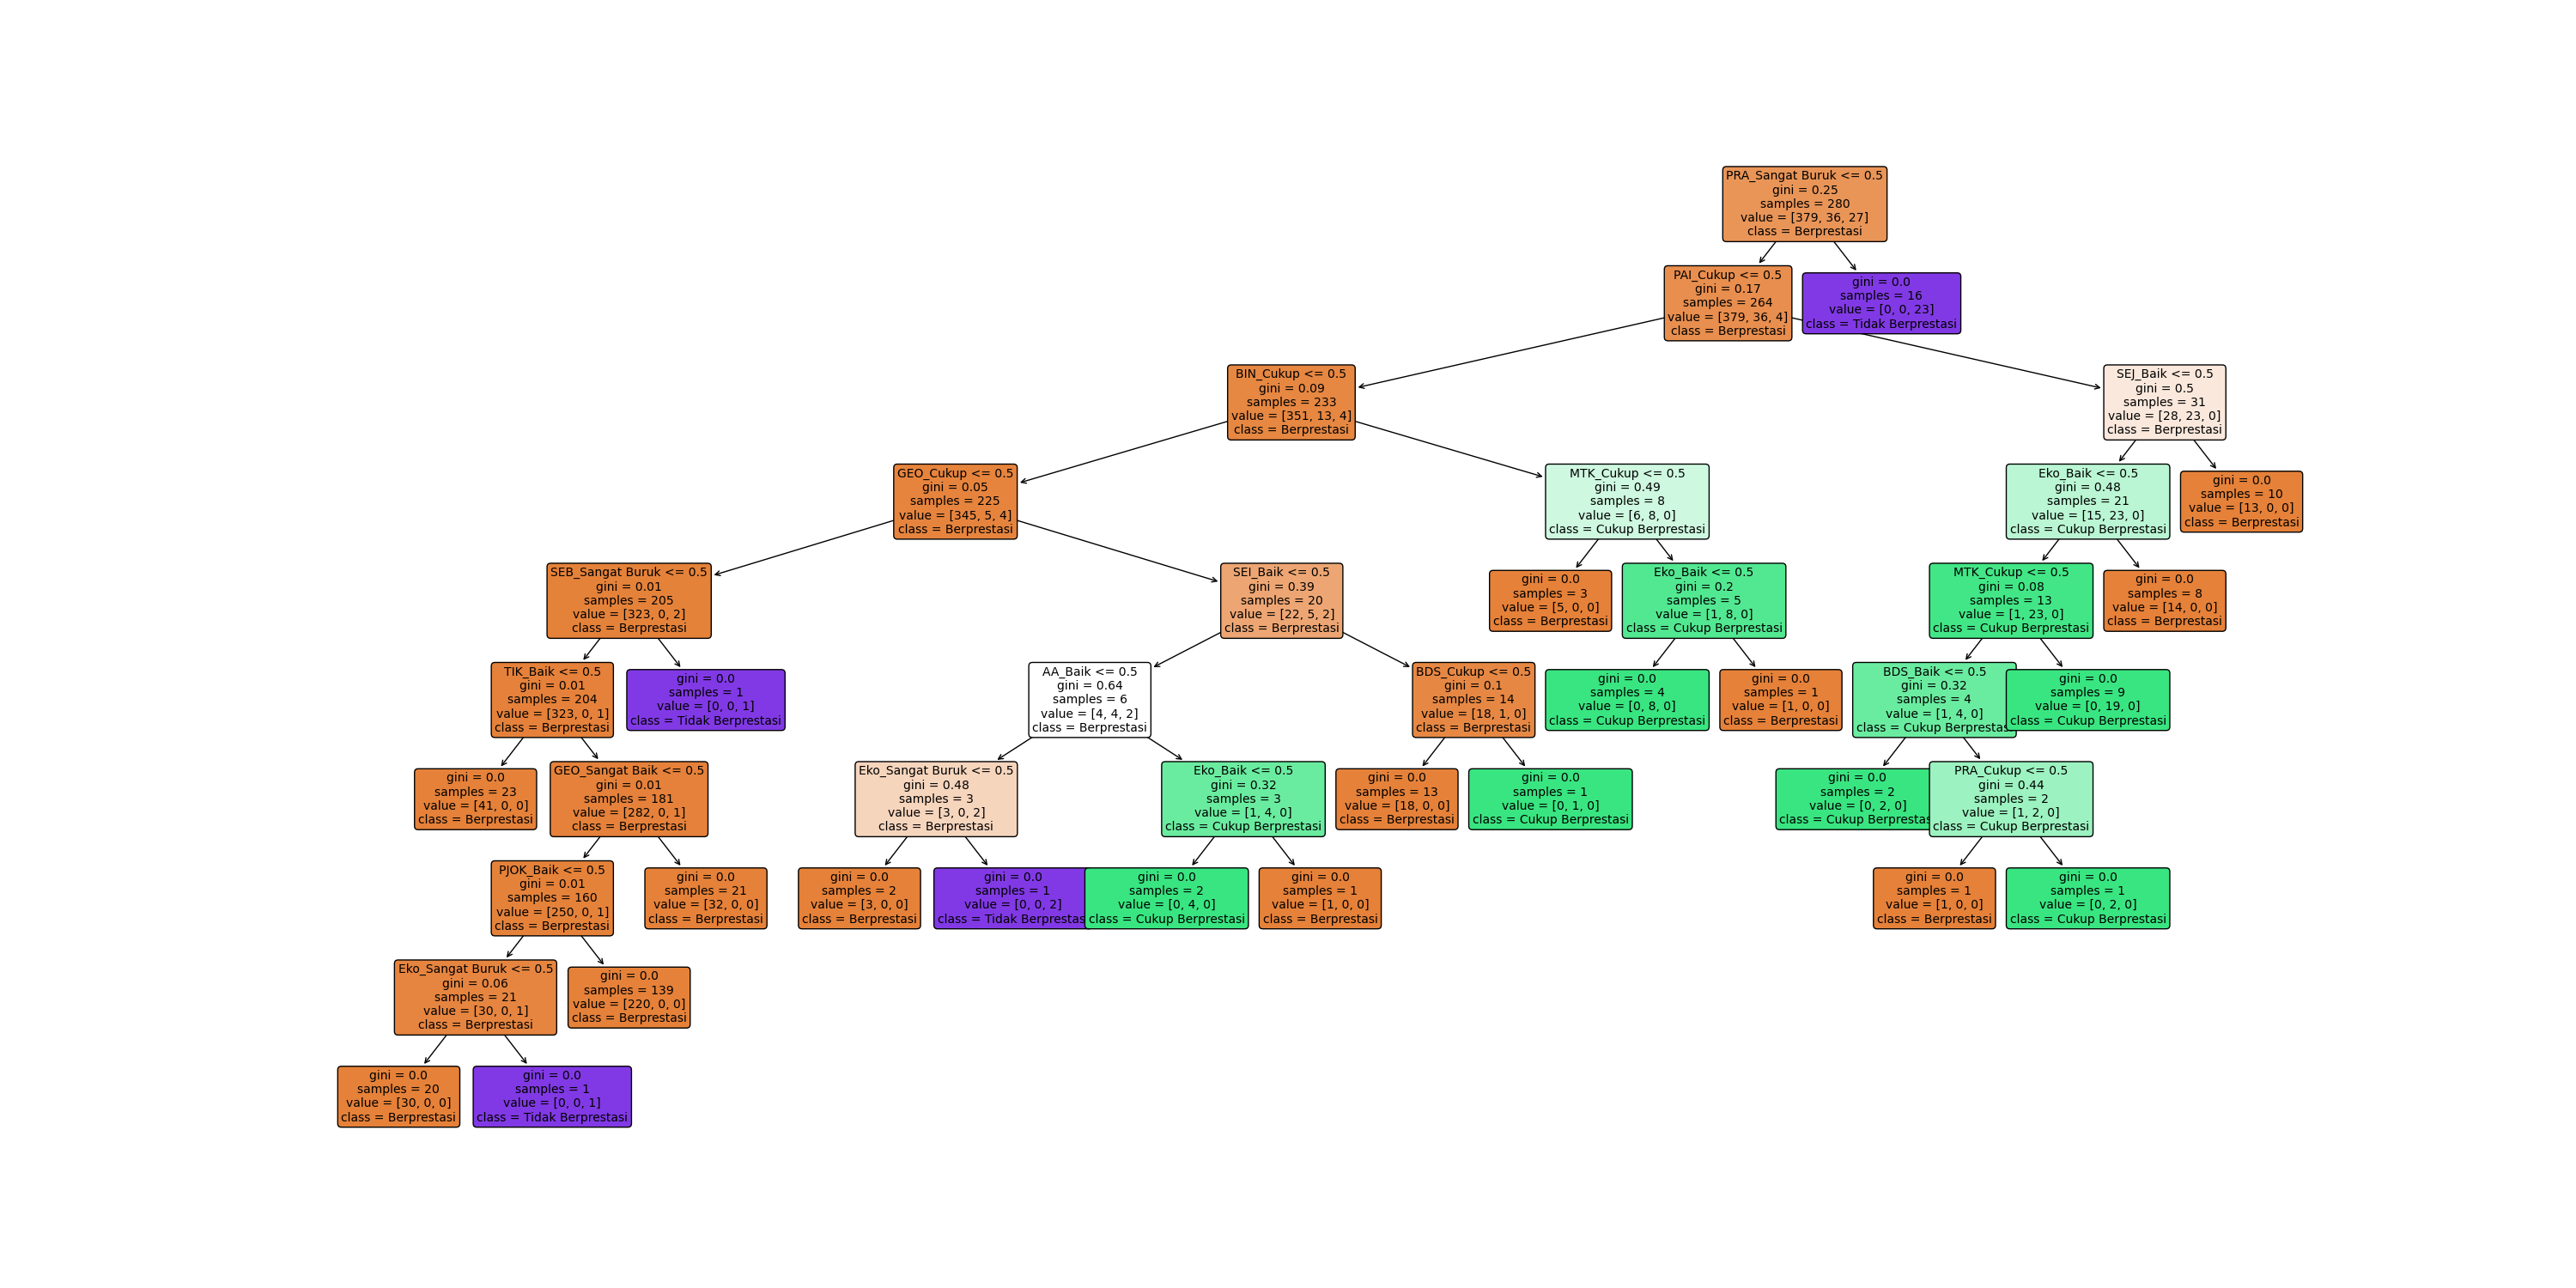 PRA_Sangat Buruk <= 0.5
gini = 0.25
samples = 280
value = [379, 36, 27]
class = Berprestasi
PAI_Cukup <= 0.5
gini = 0.17
samples = 264
value = [379, 36, 4]
class = Berprestasi
gini = 0.0
samples = 16
value = [0, 0, 23]
class = Tidak Berprestasi
BIN_Cukup <= 0.5
gini = 0.09
samples = 233
value = [351, 13, 4]
class = Berprestasi
SEJ_Baik <= 0.5
gini = 0.5
samples = 31
value = [28, 23, 0]
class = Berprestasi
GEO_Cukup <= 0.5
gini = 0.05
samples = 225
value = [345, 5, 4]
class = Berprestasi
MTK_Cukup <= 0.5
gini = 0.49
samples = 8
value = [6, 8, 0]
class = Cukup Berprestasi
Eko_Baik <= 0.5
gini = 0.48
samples = 21
value = [15, 23, 0]
class = Cukup Berprestasi
gini = 0.0
samples = 10
value = [13, 0, 0]
class = Berprestasi
SEB_Sangat Buruk <= 0.5
gini = 0.01
samples = 205
value = [323, 0, 2]
class = Berprestasi
SEI_Baik <= 0.5
gini = 0.39
samples = 20
value = [22, 5, 2]
class = Berprestasi
gini = 0.0
samples = 3
value = [5, 0, 0]
class = Berprestasi
Eko_Baik <= 0.5
gini = 0.2
samples = 5
value = [1, 8, 0]
class = Cukup Berprestasi
MTK_Cukup <= 0.5
gini = 0.08
samples = 13
value = [1, 23, 0]
class = Cukup Berprestasi
gini = 0.0
samples = 8
value = [14, 0, 0]
class = Berprestasi
TIK_Baik <= 0.5
gini = 0.01
samples = 204
value = [323, 0, 1]
class = Berprestasi
gini = 0.0
samples = 1
value = [0, 0, 1]
class = Tidak Berprestasi
AA_Baik <= 0.5
gini = 0.64
samples = 6
value = [4, 4, 2]
class = Berprestasi
BDS_Cukup <= 0.5
gini = 0.1
samples = 14
value = [18, 1, 0]
class = Berprestasi
gini = 0.0
samples = 4
value = [0, 8, 0]
class = Cukup Berprestasi
gini = 0.0
samples = 1
value = [1, 0, 0]
class = Berprestasi
BDS_Baik <= 0.5
gini = 0.32
samples = 4
value = [1, 4, 0]
class = Cukup Berprestas
gini = 0.0
samples = 9
value = [0, 19, 0]
class = Cukup Berprestasi
gini = 0.0
samples = 23
value = [41, 0, 0]
class = Berprestasi
GEO_Sangat Baik <= 0.5
gini = 0.01
samples = 181
value = [282, 0, 1]
class = Berprestasi
Eko_Sangat Buruk <= 0.5
gini = 0.48
samples = 3
value = [3, 0, 2]
class = Berprestasi
Eko_Baik <= 0.5
gini = 0.32
samples = 3
value = [1, 4, 0]
class = Cukup Berprestasi
gini = 0.0
samples = 13
value = [18, 0, 0]
class = Berprestasi
gini = 0.0
samples = 1
value = [0, 1, 0]
class = Cukup Berprestasi
gini = 0.0
samples = 2
value = [0, 2, 0]
class = Cukup Berprestas
PRA_Cukup <= 0.5
gini = 0.44
samples = 2
value = [1, 2, 0]
class = Cukup Berprestasi
PJOK_Baik <= 0.5
gini = 0.01
samples = 160
value = [250, 0, 1]
class = Berprestasi
gini = 0.0
samples = 21
value = [32, 0, 0]
class = Berprestasi
gini = 0.0
samples = 2
value = [3, 0, 0]
class = Berprestasi
gini = 0.0
samples = 1
value = [0, 0, 2]
class = Tidak Berprestas
gini = 0.0
samples = 2
value = [0, 4, 0]
class = Cukup Berprestasi
gini = 0.0
samples = 1
value = [1, 0, 0]
class = Berprestasi
gini = 0.0
samples = 1
value = [1, 0, 0]
class = Berprestasi
gini = 0.0
samples = 1
value = [0, 2, 0]
class = Cukup Berprestasi
Eko_Sangat Buruk <= 0.5
gini = 0.06
samples = 21
value = [30, 0, 1]
class = Berprestasi
gini = 0.0
samples = 139
value = [220, 0, 0]
class = Berprestasi
gini = 0.0
samples = 20
value = [30, 0, 0]
class = Berprestasi
gini = 0.0
samples = 1
value = [0, 0, 1]
class = Tidak Berprestasi